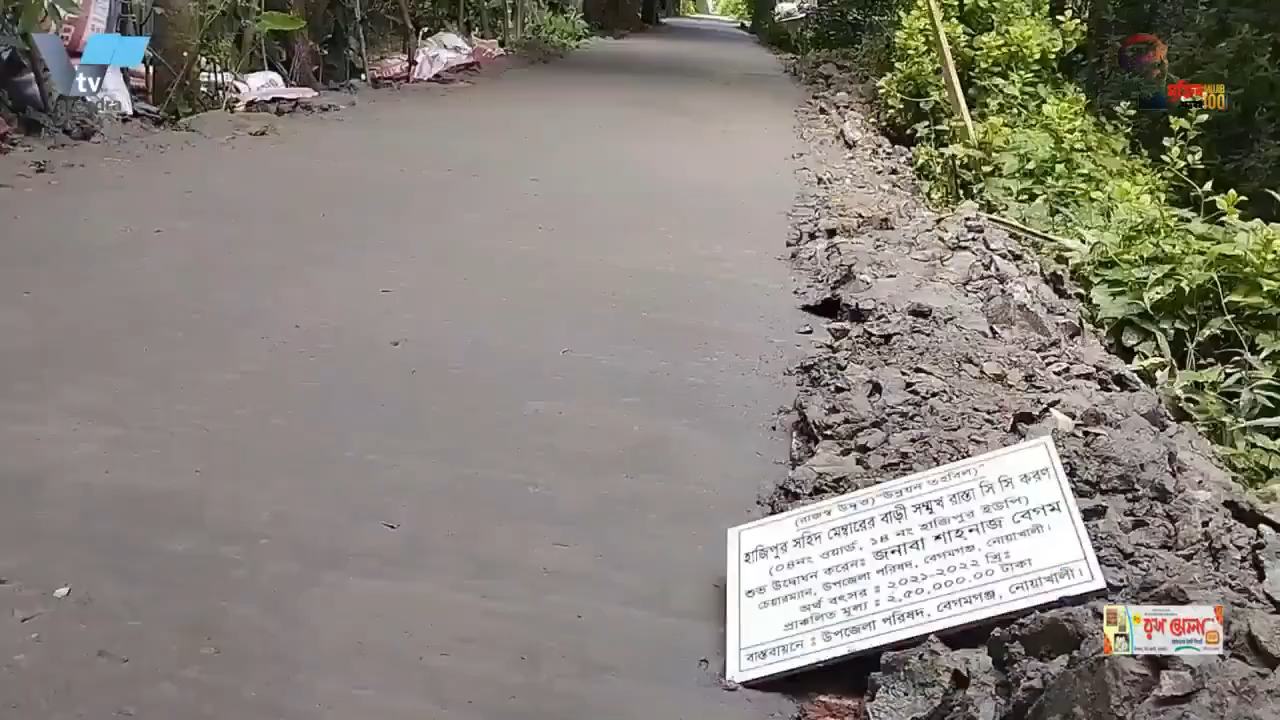 tv
মুজিব MUJIB 100
(রাজস্ব উদ্বৃত্ত) "উন্নয়ন তহবিল"
হাজিপুর সহিদ মেম্বারের বাড়ী সম্মুখ রাস্তা সি সি করণ
(০৪নং ওয়ার্ড, ১৪ নং হাজিপুর ইউপি)
শুভ উদ্বোধন করেনঃ জনাবা শাহনাজ বেগম
চেয়ারম্যান, উপজেলা পরিষদ, বেগমগঞ্জ, নোয়াখালী।
অর্থ বৎসর : ২০২১-২০২২ খ্রিঃ
প্রাকলিত মূল্য : ২,৫০,০০০.০০ টাকা
বাস্তবায়নে : উপজেলা পরিষদ, বেগমগঞ্জ, নোয়াখালী।